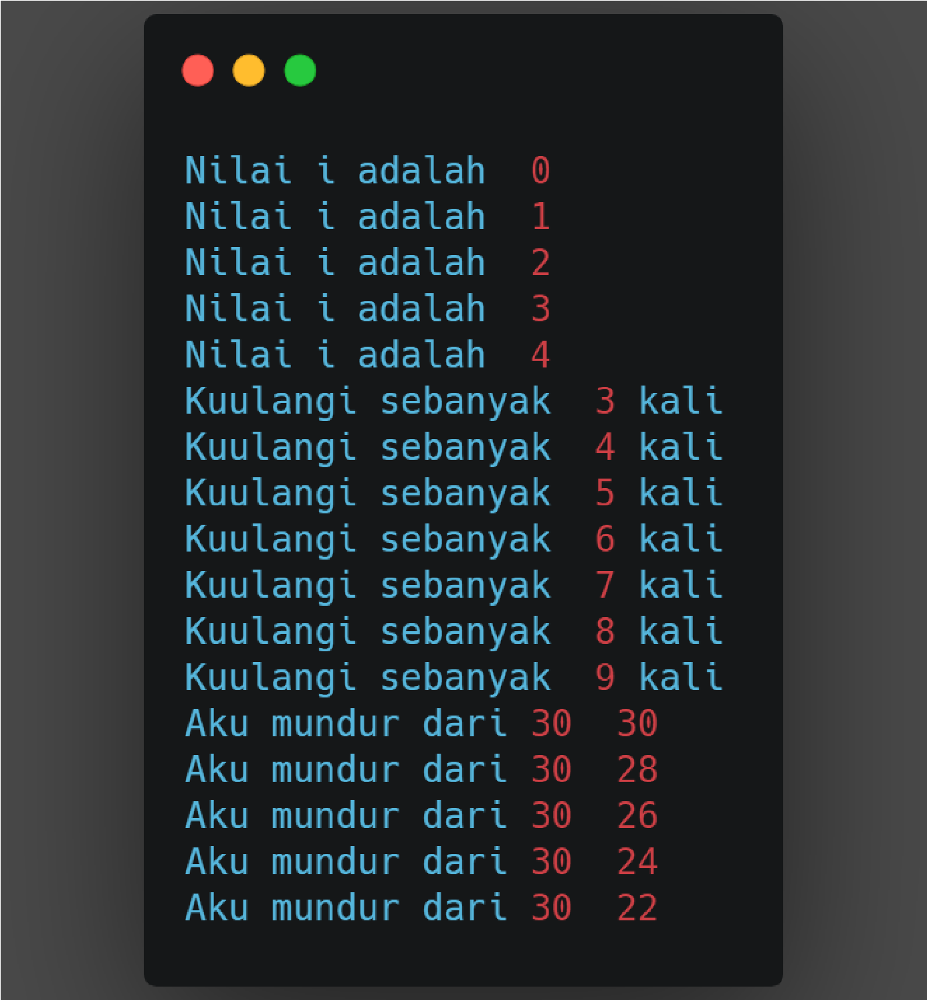 Nilai i adalah  0
Nilai i adalah  1
Nilai i adalah  2
Nilai i adalah  3
Nilai i adalah  4
Kuulangi sebanyak  3 kali
Kuulangi sebanyak  4 kali
Kuulangi sebanyak  5 kali
Kuulangi sebanyak  6 kali
Kuulangi sebanyak  7 kali
Kuulangi sebanyak  8 kali
Kuulangi sebanyak  9 kali
Aku mundur dari 30  30
Aku mundur dari 30  28
Aku mundur dari 30  26
Aku mundur dari 30  24
Aku mundur dari 30  22